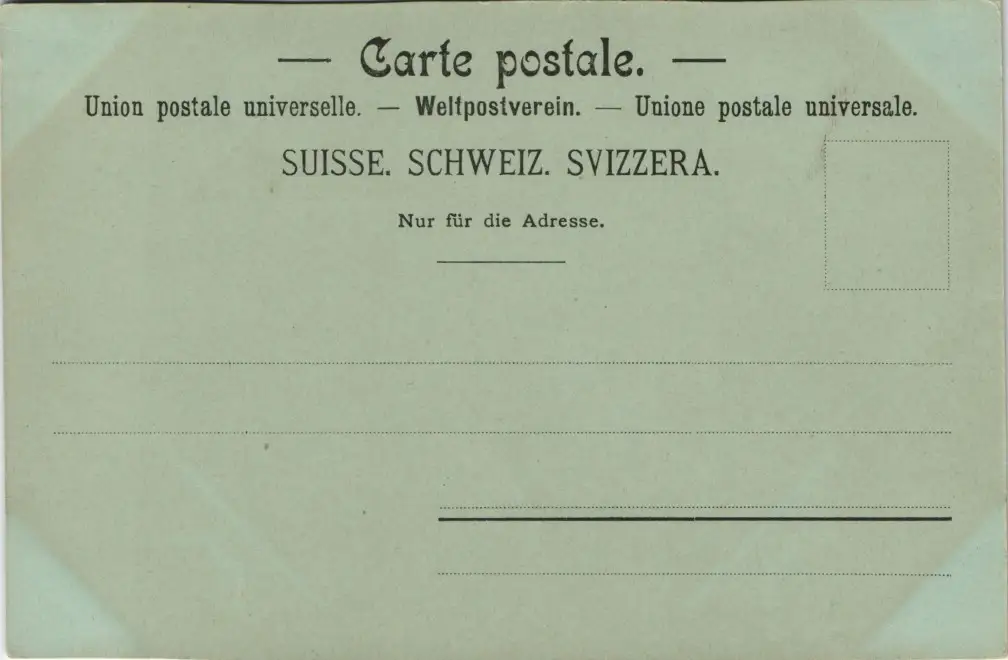 — Carte postale. —
Union postale universelle. — Weltpostverein. — Unione postale universale.
SUISSE. SCHWEIZ. SVIZZERA.
Nur für die Adresse.